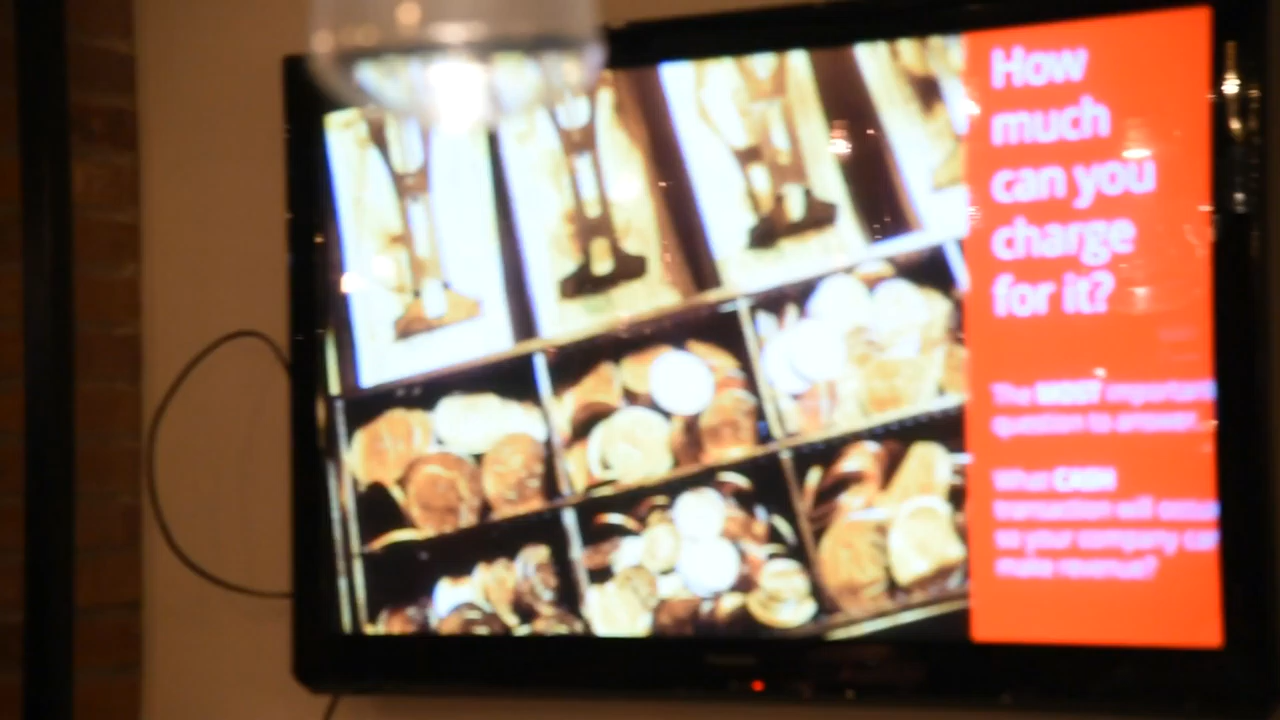 How
much
can you
charge
for it?
The MOST important
question to answer...
What CASH
transaction will occur
so your company can
make revenue?